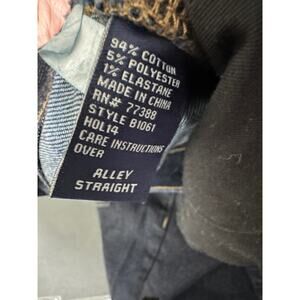 94% COTTON
5% POLYESTER
1% ELASTANE
MADE IN CHINA
RN# 77388
STYLE 81061
HOL14
CARE INSTRUCTIONS
OVER
ALLEY
STRAIGHT